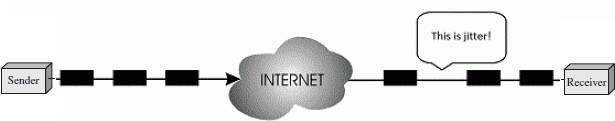 This is jitter!
Sender
INTERNET
Receiver